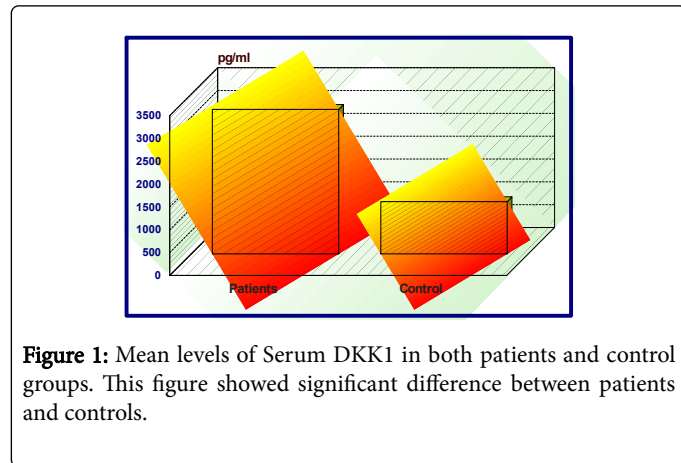 pg/ml
3500
3000
2500
2000
1500
1000
500
0
Patients
Control
Figure 1: Mean levels of Serum DKK1 in both patients and control
groups. This figure showed significant difference between patients
and controls.